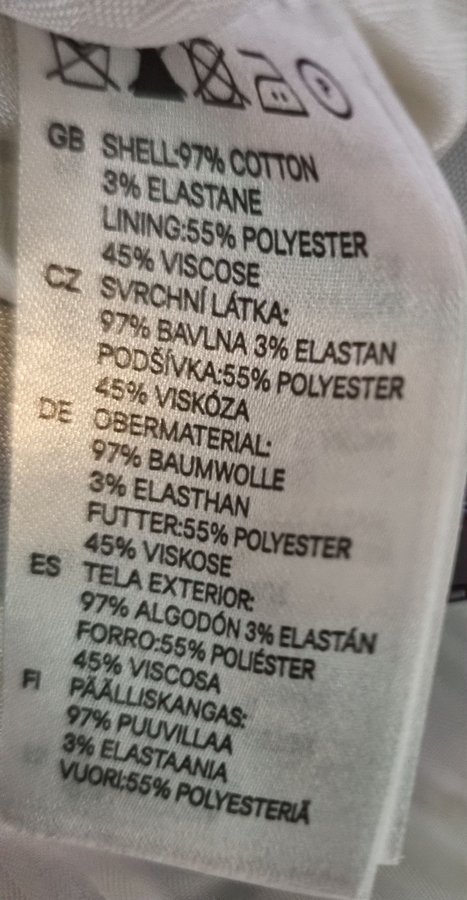 P
GB SHELL:97% COTTON
3% ELASTANE
LINING:55% POLYESTER
45% VISCOSE
CZ SVRCHNÍ LÁTKA:
97% BAVLNA 3% ELASTAN
PODŠÍVKA:55% POLYESTER
45% VISKÓZA
DE OBERMATERIAL:
97% BAUMWOLLE
3% ELASTHAN
FUTTER:55% POLYESTER
45% VISKOSE
ES TELA EXTERIOR:
97% ALGODÓN 3% ELASTÁN
FORRO:55% POLIÉSTER
45% VISCOSA
FI PÄÄLLISKANGAS:
97% PUUVILLAA
3% ELASTAANIA
VUORI:55% POLYESTERIÄ